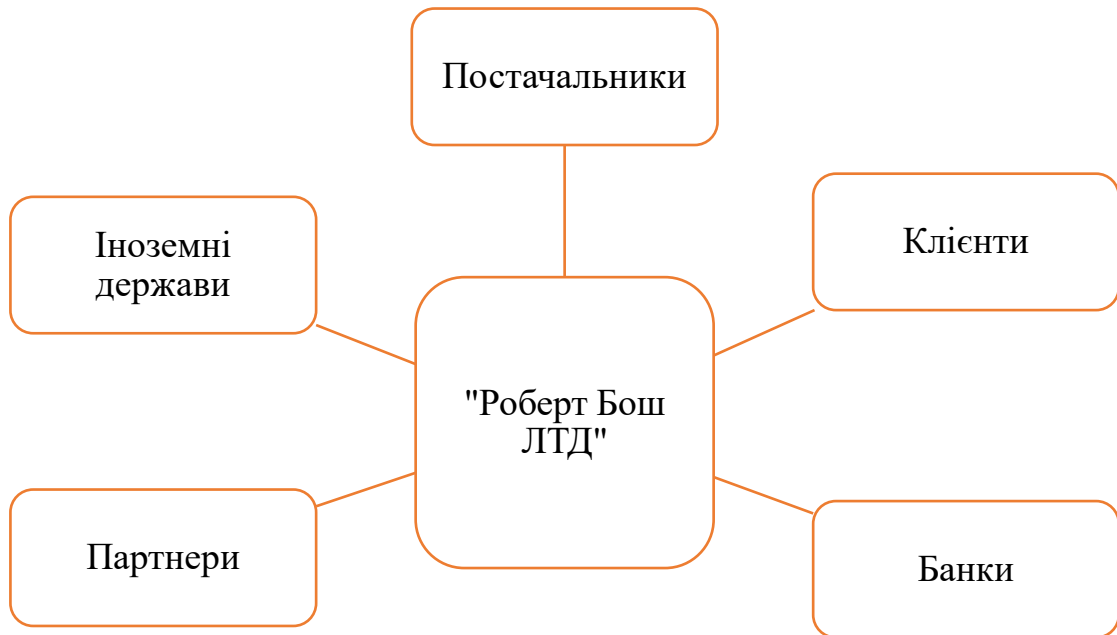 Постачальники
Іноземні
держави
Клієнти
"Роберт Бош
ЛТД"
Партнери
Банки